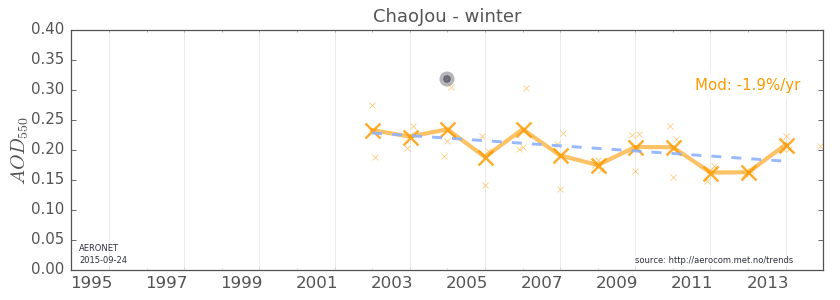 ChaoJou - winter
0.40
0.35
0.30
0.25
0.20
0.15
0.10
0.05
0.00
AOD550
Mod: -1.9%/yr
AERONET
2015-09-24
source: http://aerocom.met.no/trends
1995 1997 1999 2001 2003 2005 2007 2009 2011 2013